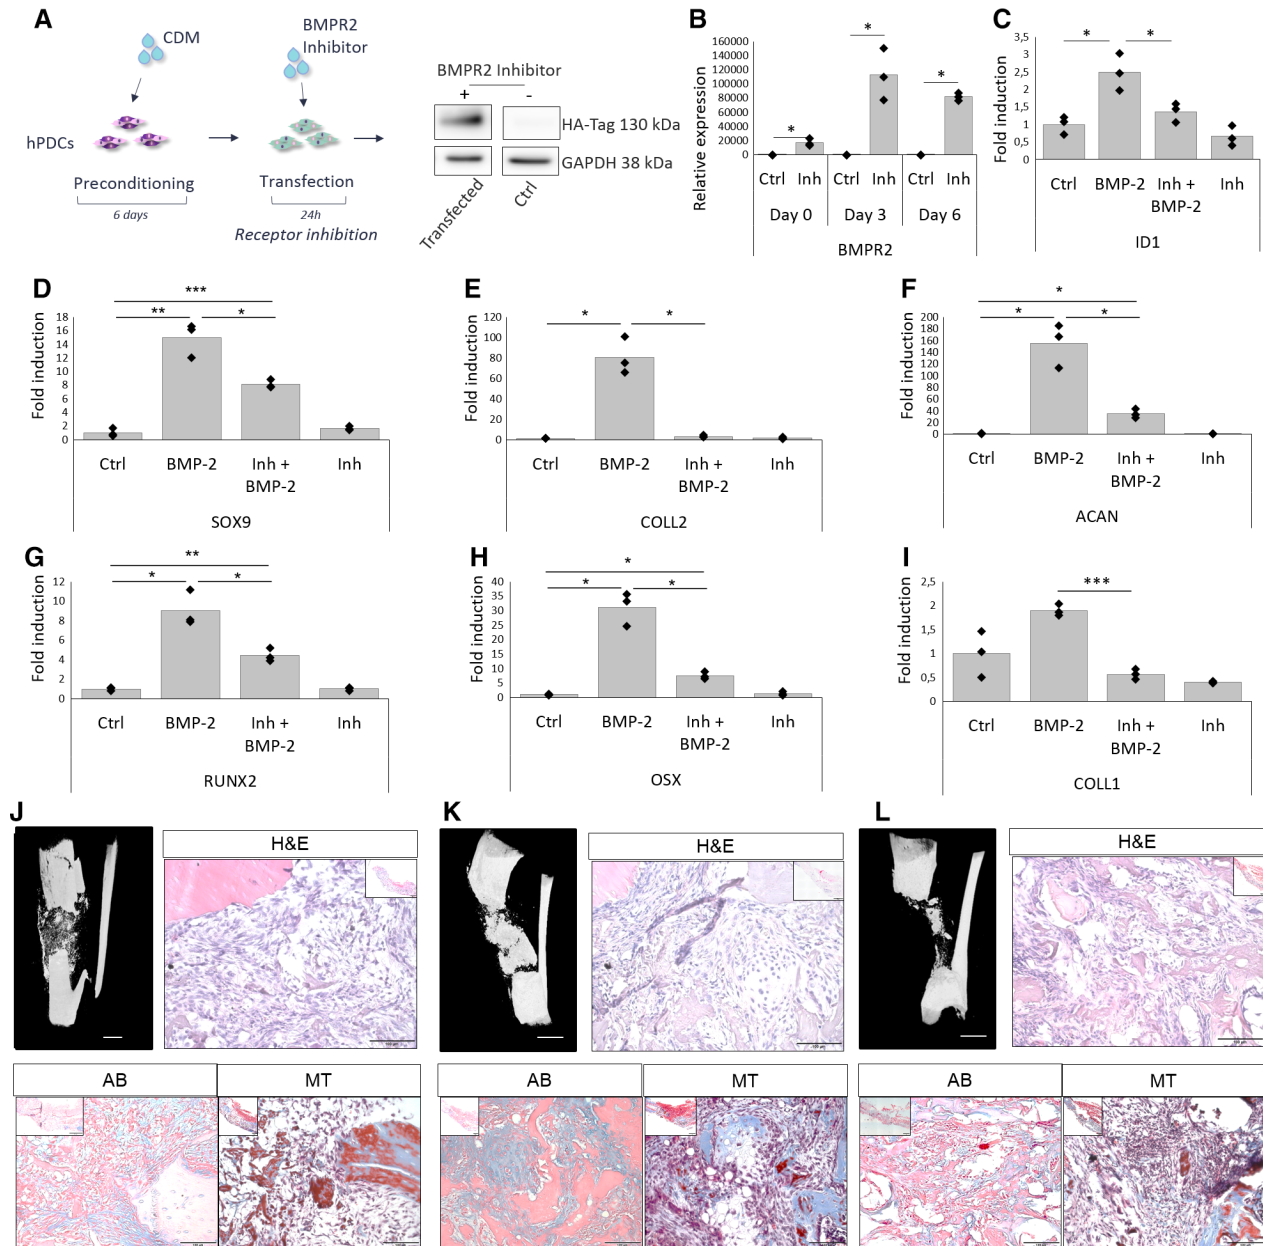 A
CDM
BMPR2
Inhibitor
hPDCs
Preconditioning
6 days
Transfection
24h
Receptor inhibition
BMPR2 Inhibitor
+ -
HA-Tag 130 kDa
GAPDH 38 kDa
Transfected
Ctrl
B
Relative expression
160000
140000
120000
100000
80000
60000
40000
20000
0
* * *
Ctrl Inh Ctrl Inh Ctrl Inh
Day 0 Day 3 Day 6
BMPR2
C
Fold induction
3,5
3
2,5
2
1,5
1
0,5
0
* *
Ctrl BMP-2 Inh + BMP-2 Inh
ID1
D
Fold induction
18
16
14
12
10
8
6
4
2
0
***
** *
Ctrl BMP-2 Inh + BMP-2 Inh
SOX9
E
Fold induction
120
100
80
60
40
20
0
* *
Ctrl BMP-2 Inh + BMP-2 Inh
COLL2
F
Fold induction
200
180
160
140
120
100
80
60
40
20
0
*
* *
Ctrl BMP-2 Inh + BMP-2 Inh
ACAN
G
Fold induction
12
10
8
6
4
2
0
**
* *
Ctrl BMP-2 Inh + BMP-2 Inh
RUNX2
H
Fold induction
40
35
30
25
20
15
10
5
0
*
* *
Ctrl BMP-2 Inh + BMP-2 Inh
OSX
I
Fold induction
2,5
2
1,5
1
0,5
0
***
Ctrl BMP-2 Inh + BMP-2 Inh
COLL1
J
H&E
AB MT
K
H&E
AB MT
L
H&E
AB MT